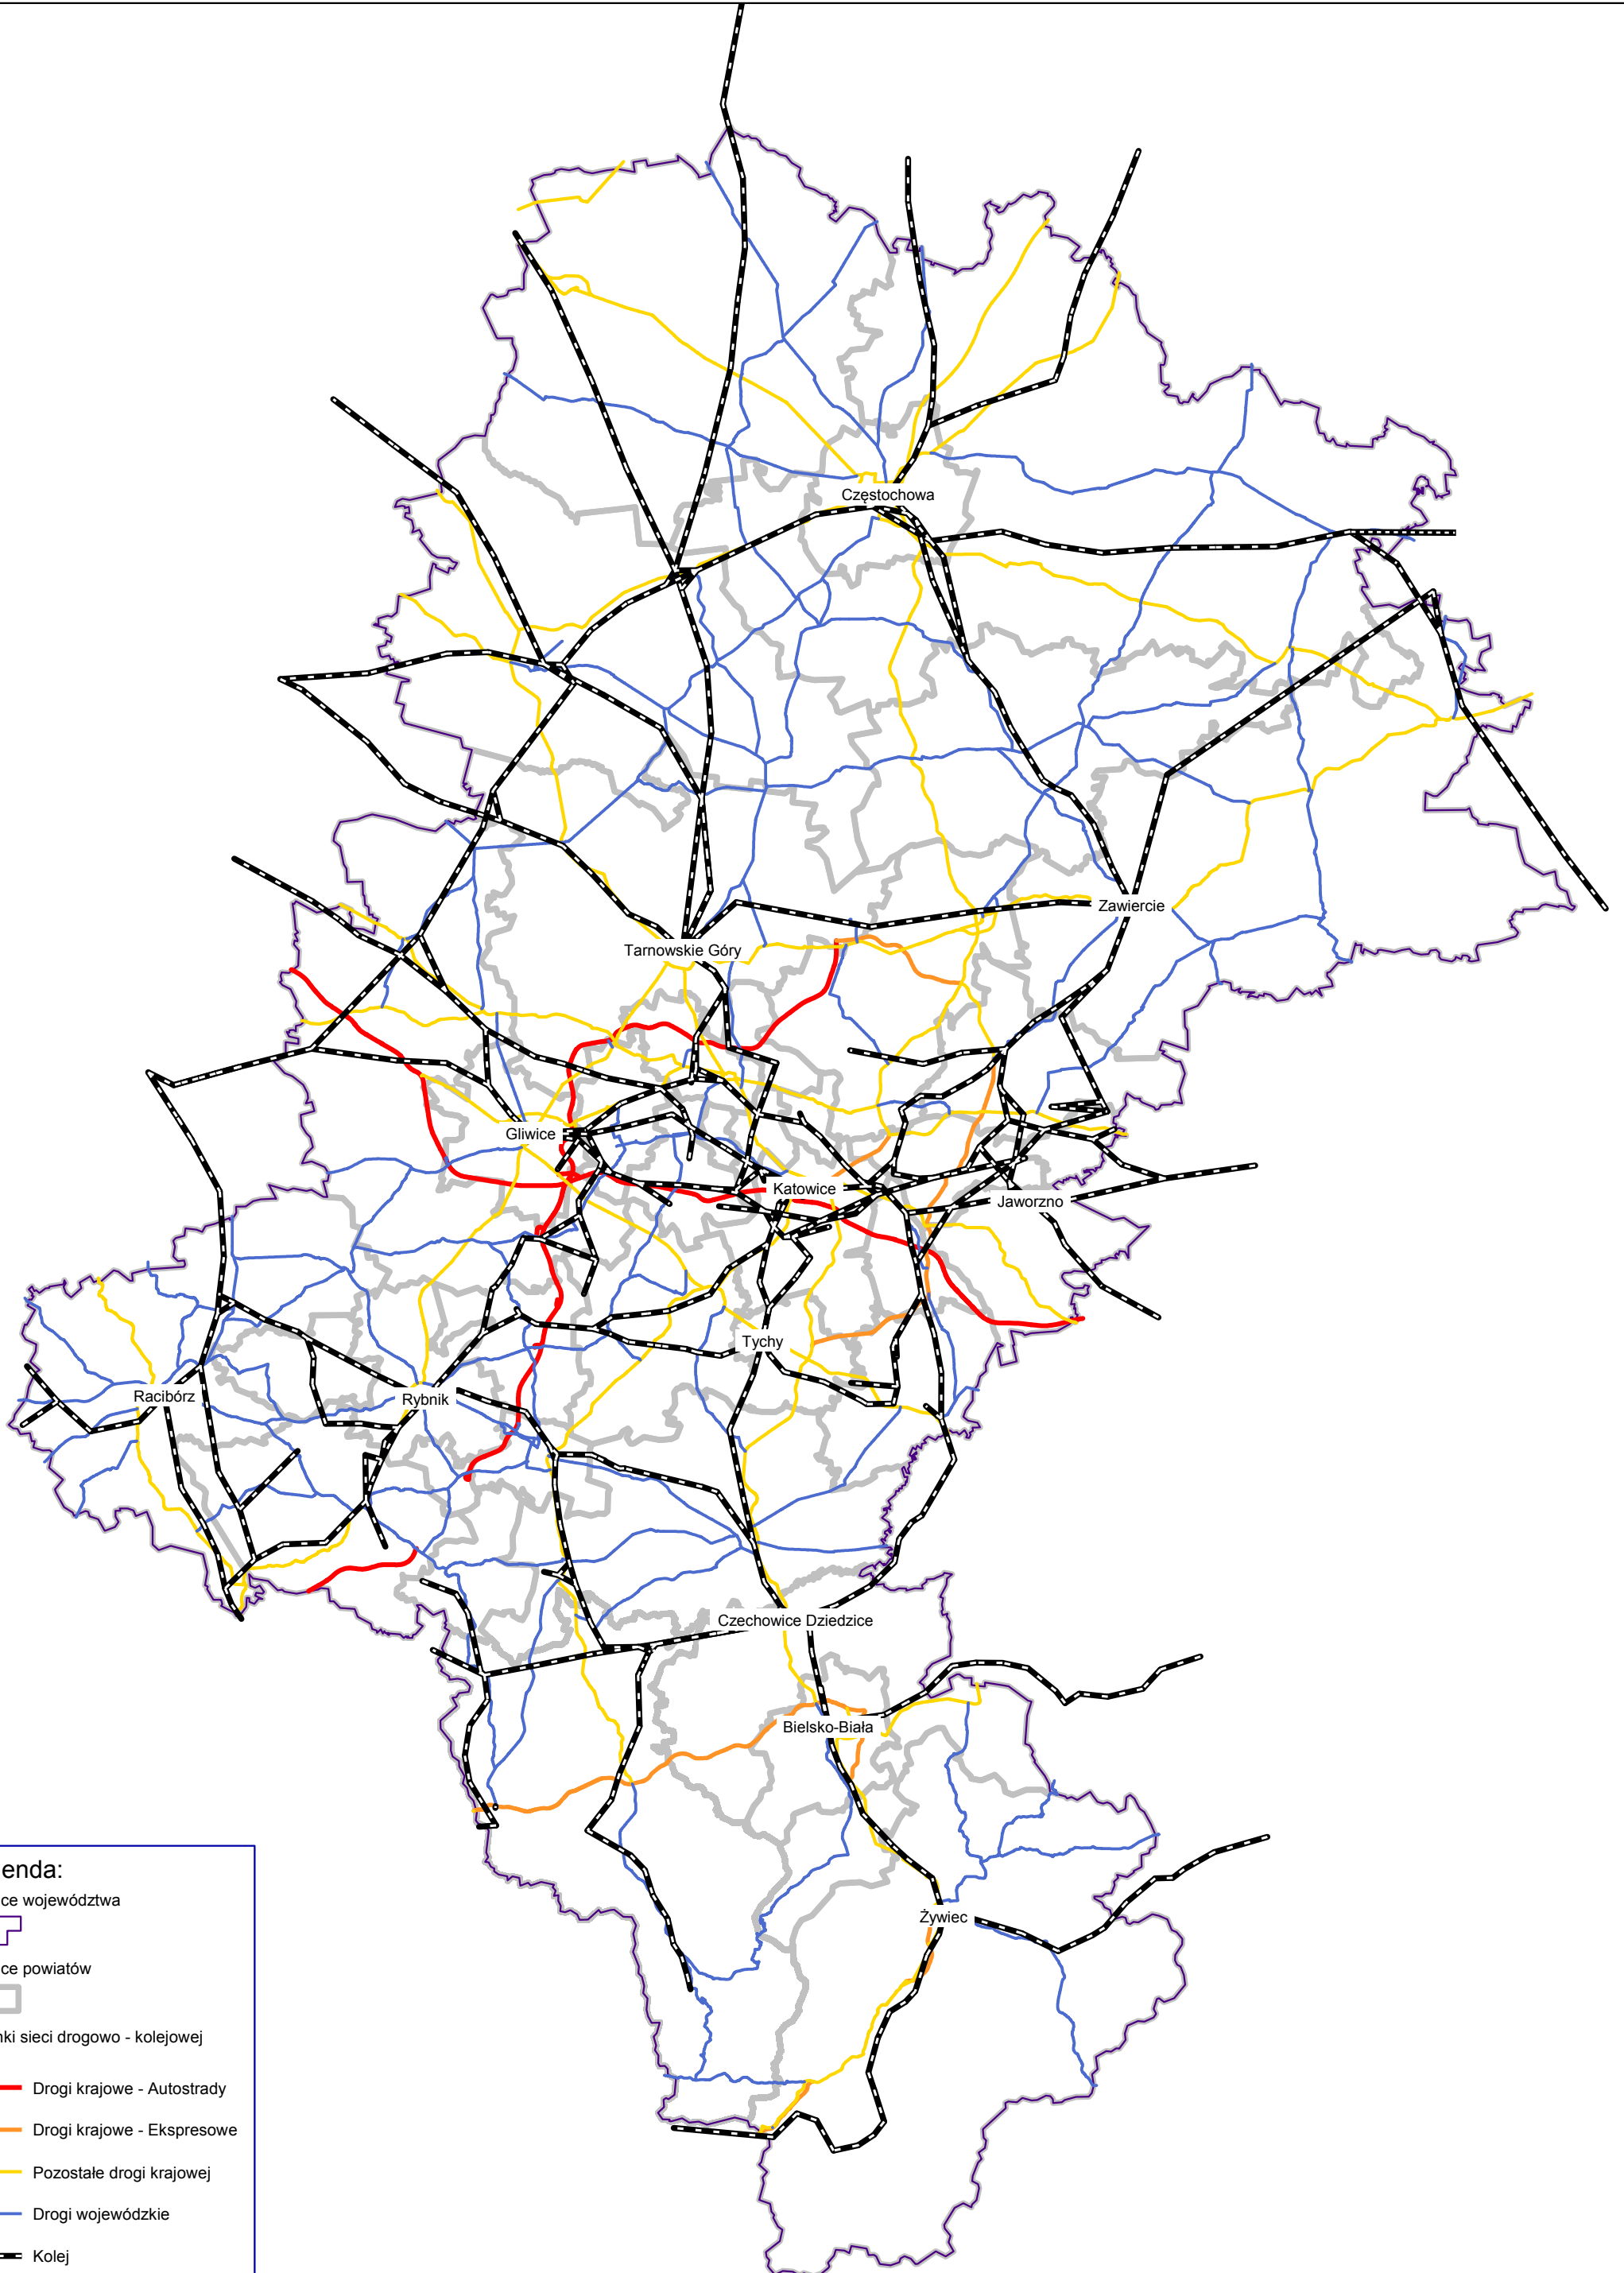 Częstochowa
Zawiercie
Tarnowskie Góry
Gliwice
Katowice
Jaworzno
Tychy
Racibórz
Rybnik
Czechowice Dziedzice
Bielsko-Biała
Żywiec
enda:
ce województwa
ce powiatów
nki sieci drogowo - kolejowej
Drogi krajowe - Autostrady
Drogi krajowe - Ekspresowe
Pozostałe drogi krajowej
Drogi wojewódzkie
Kolej